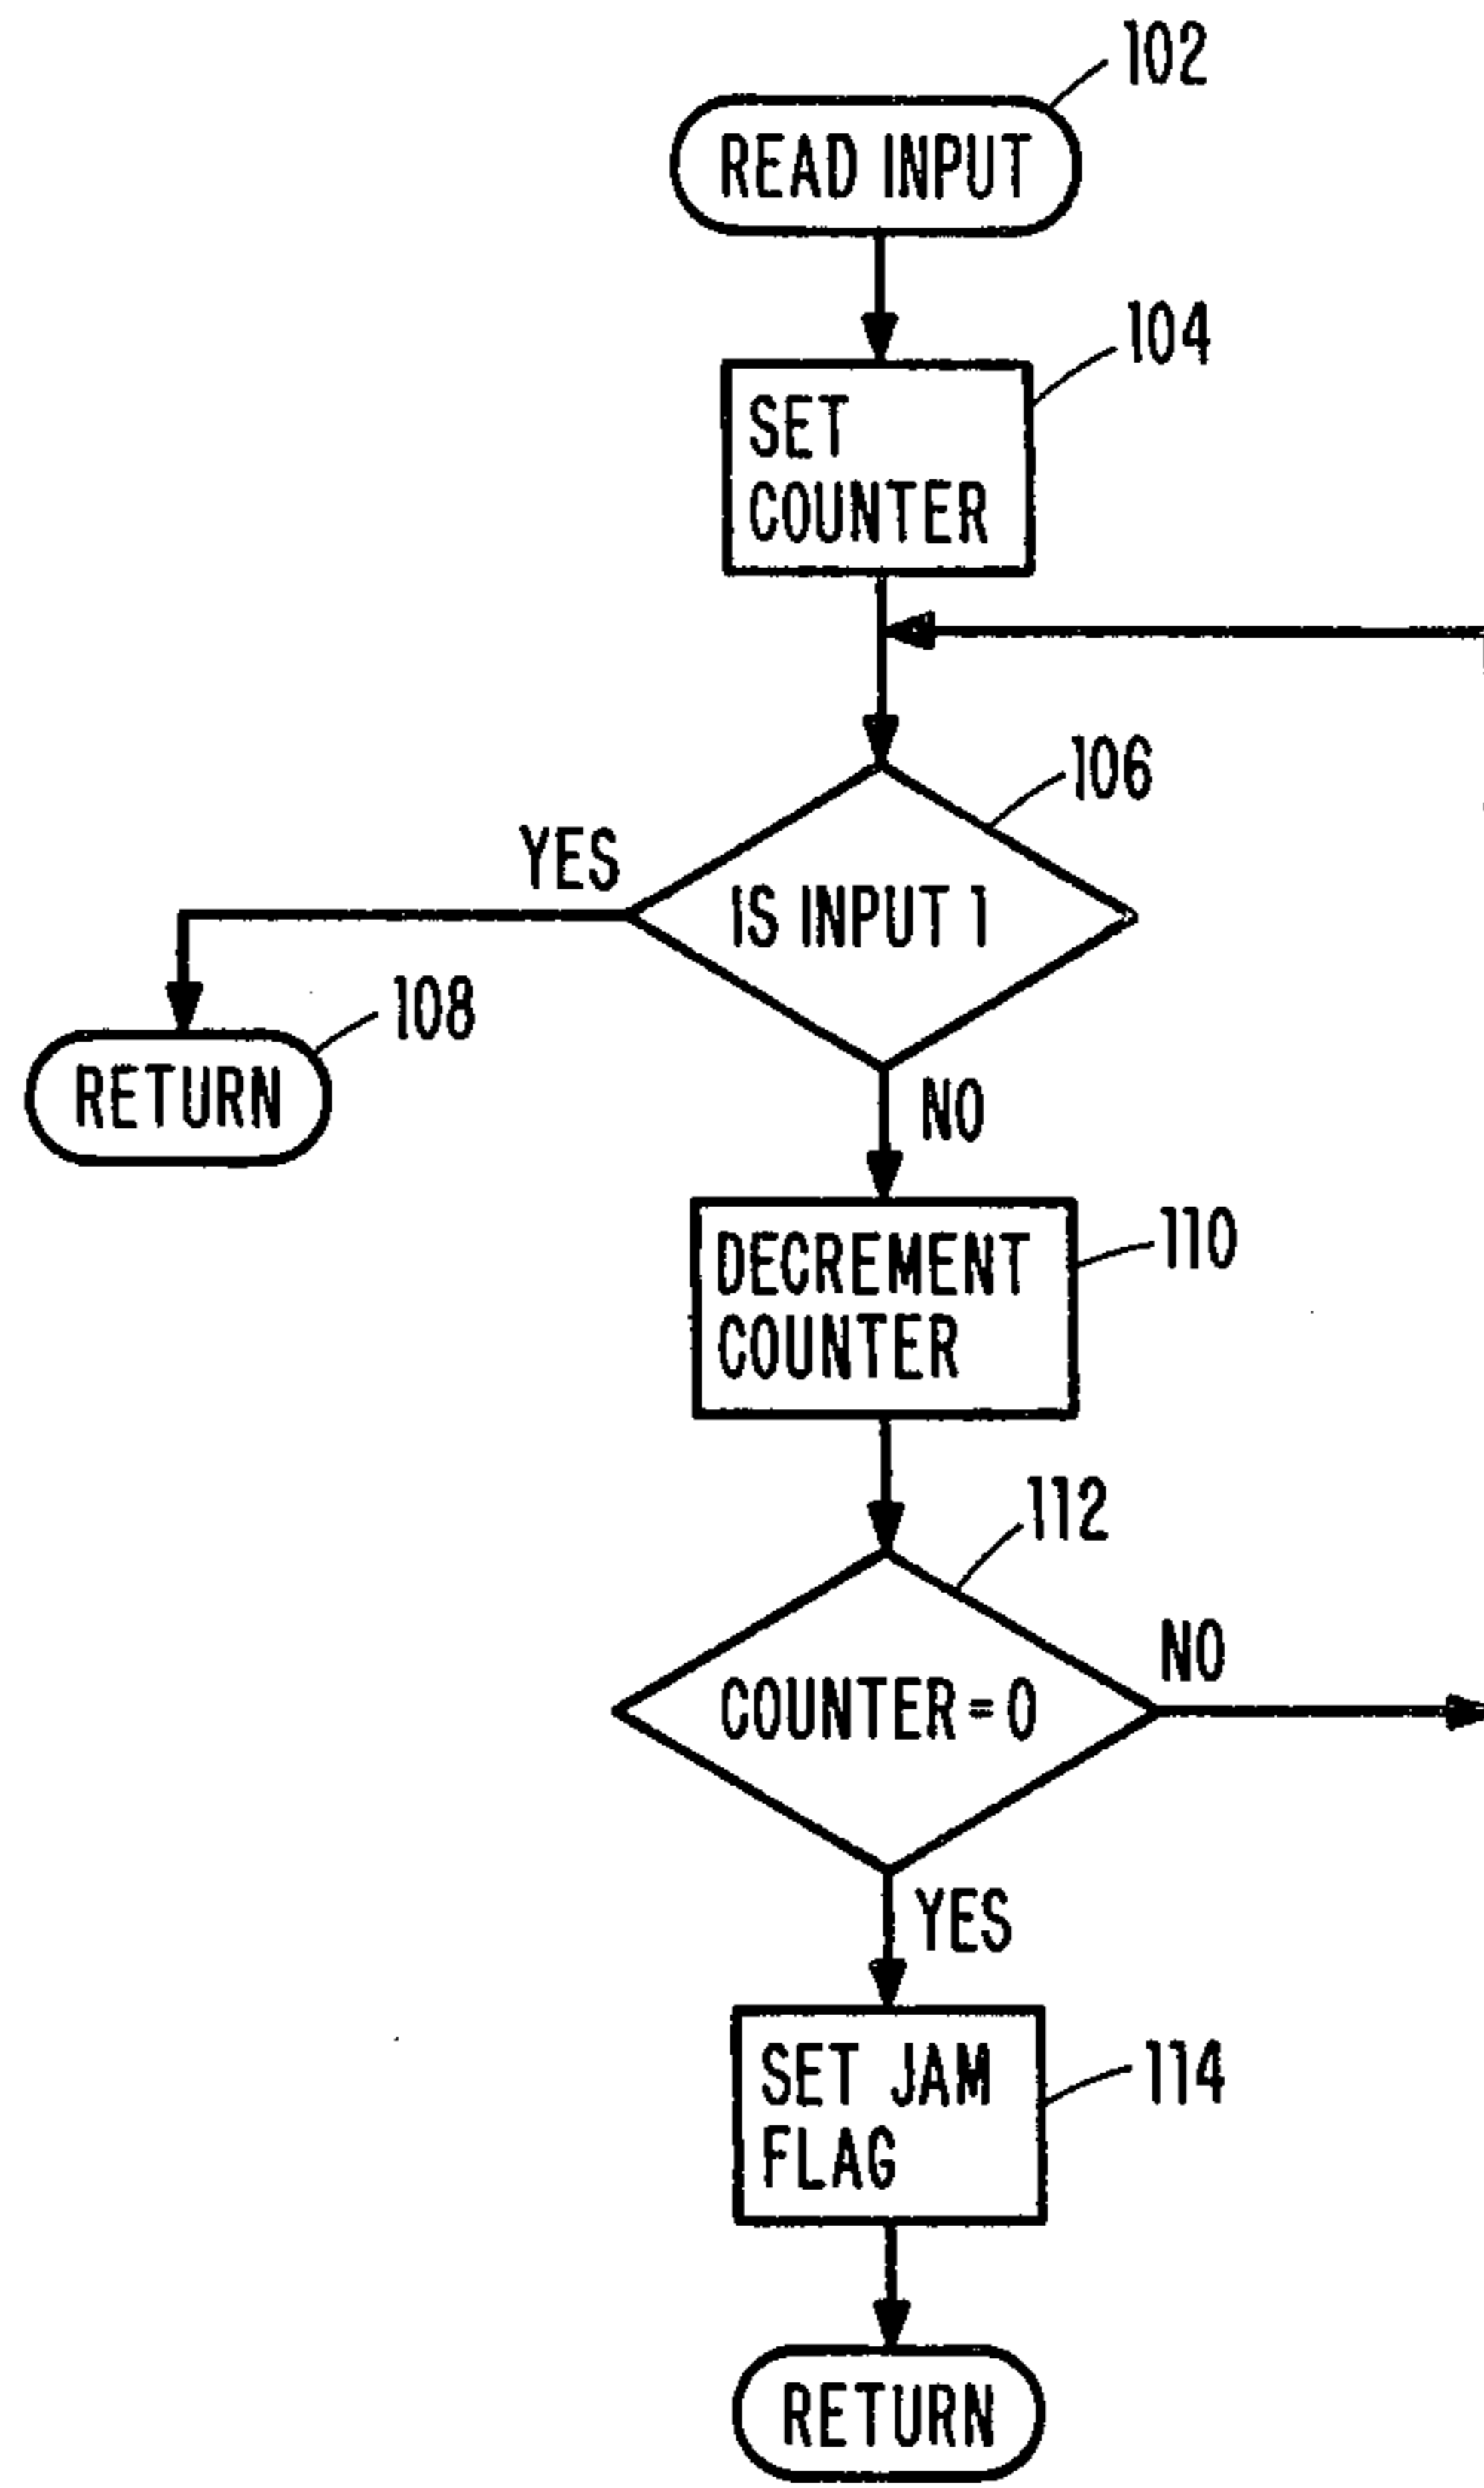 102
READ INPUT
104
SET
COUNTER
106
YES
IS INPUT 1
108
RETURN
NO
110
DECREMENT
COUNTER
112
NO
COUNTER = 0
YES
SET JAM
FLAG
114
RETURN